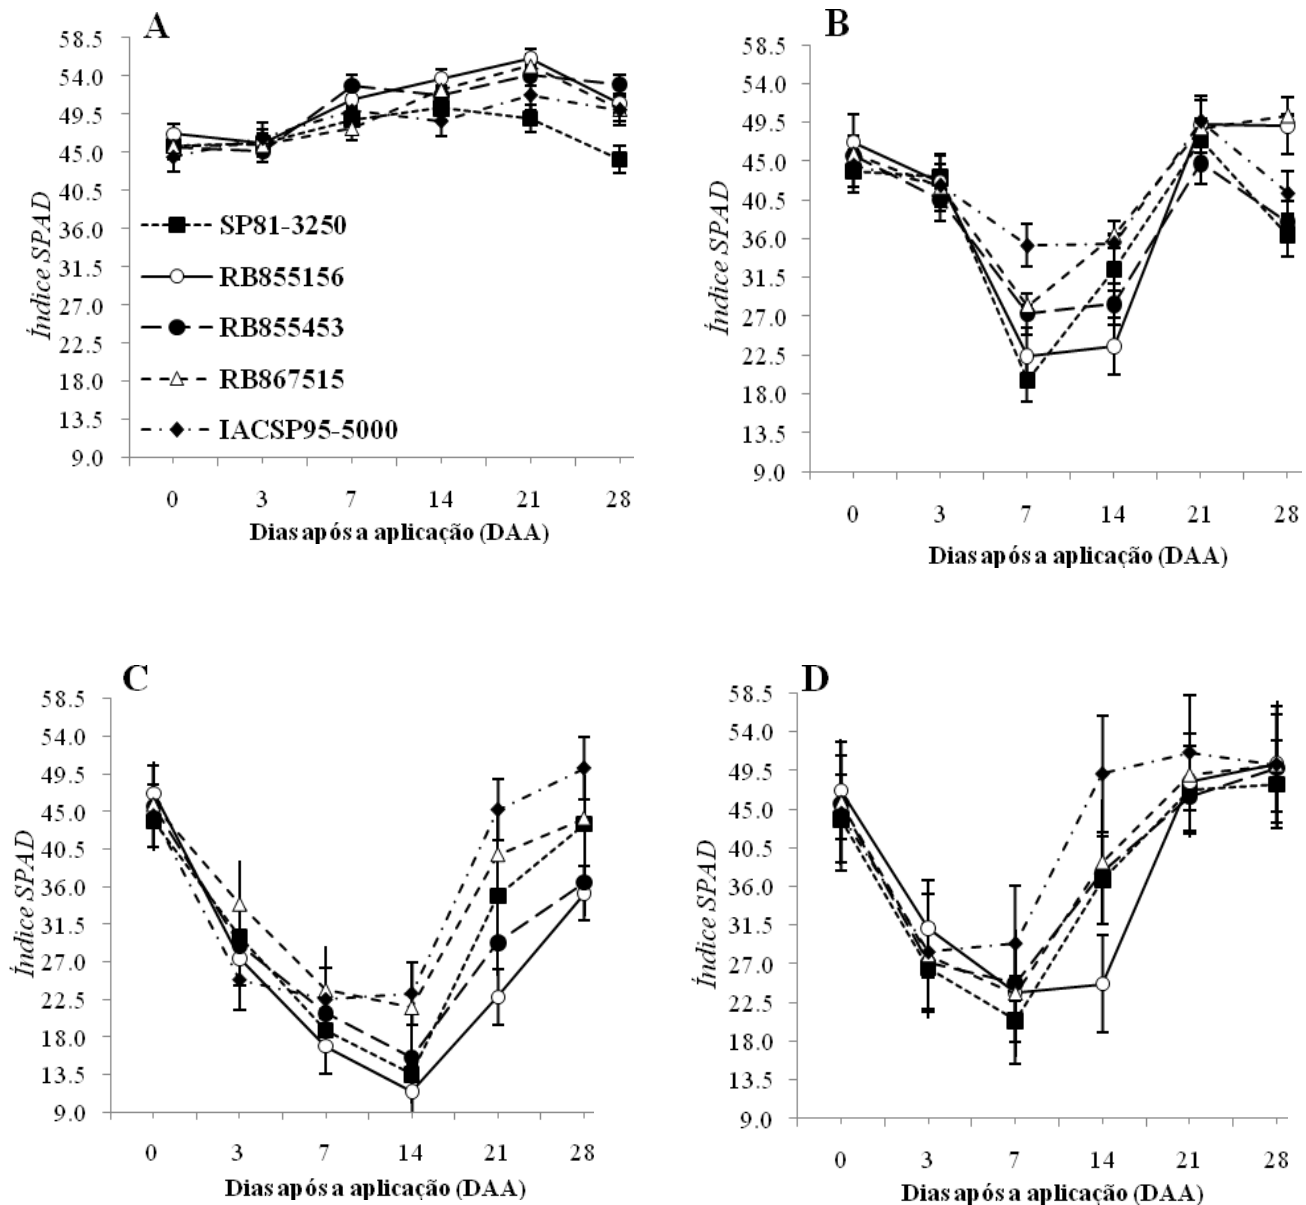 A
58.5
54.0
49.5
45.0
40.5
36.0
31.5
27.0
22.5
18.0
13.5
9.0
Índice SPAD
SP81-3250
RB855156
RB855453
RB867515
IACSP95-5000
0 3 7 14 21 28
Dias após a aplicação (DAA)
B
58.5
54.0
49.5
45.0
40.5
36.0
31.5
27.0
22.5
18.0
13.5
9.0
Índice SPAD
0 3 7 14 21 28
Dias após a aplicação (DAA)
C
58.5
54.0
49.5
45.0
40.5
36.0
31.5
27.0
22.5
18.0
13.5
9.0
Índice SPAD
0 3 7 14 21 28
Dias após a aplicação (DAA)
D
58.5
54.0
49.5
45.0
40.5
36.0
31.5
27.0
22.5
18.0
13.5
9.0
Índice SPAD
0 3 7 14 21 28
Dias após a aplicação (DAA)